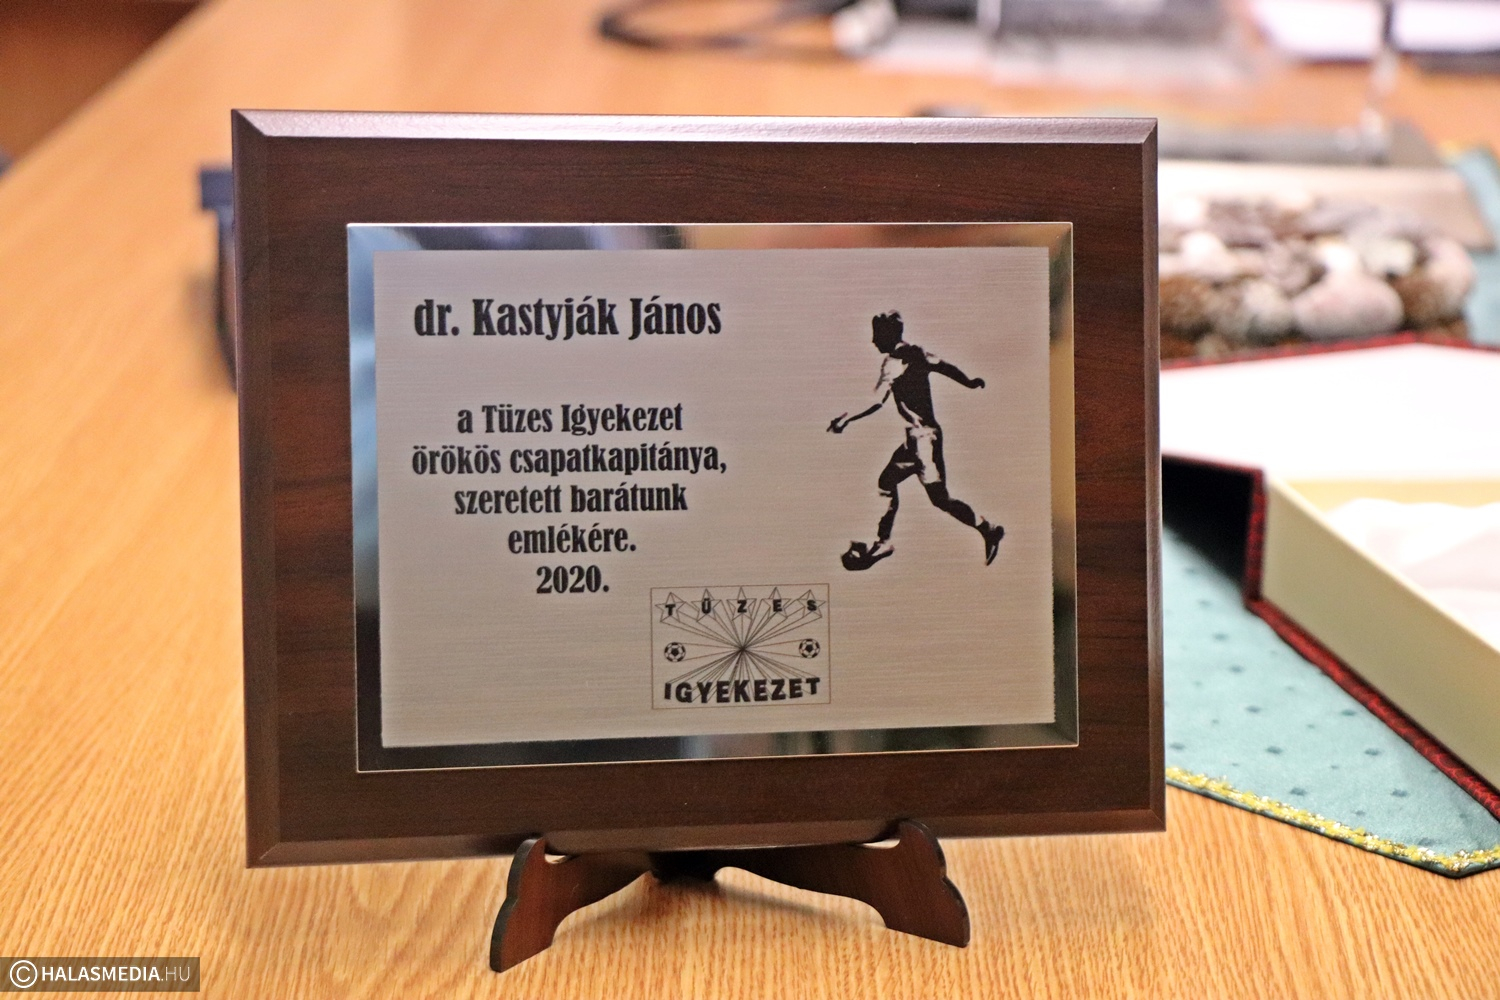 dr. Kastyják János
a Tüzes Igyekezet
örökös csapatkapitánya,
szeretett barátunk
emlékére.
2020.
TÜZES
IGYEKEZET
© HALASMEDIA.HU